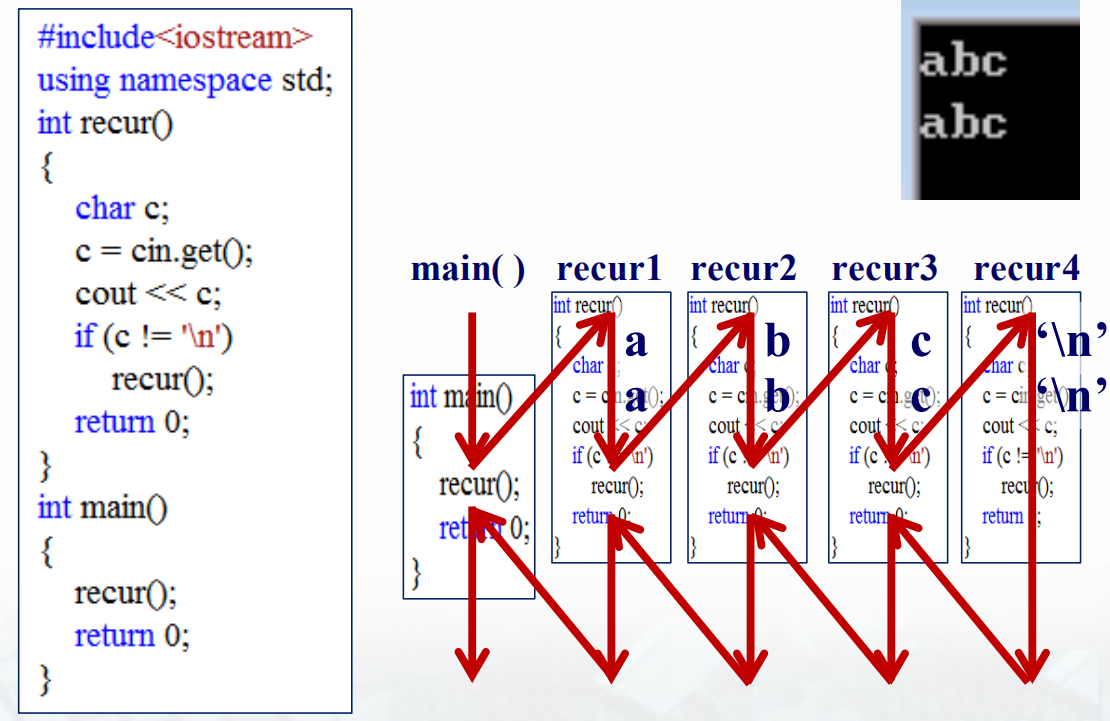 #include<iostream>
using namespace std;
int recur()
{
char c;
c = cin.get();
cout << c;
if (c != '\n')
recur();
return 0;
}
int main()
{
recur();
return 0;
}
abc
abc
main( ) recur1 recur2 recur3 recur4
int main()
{
recur();
return 0;
}
int recur()
{
char c;
c = cin.get();
cout << c;
if (c != '\n')
recur();
return 0;
}
a
a
int recur()
{
char c;
c = cin.get();
cout << c;
if (c != '\n')
recur();
return 0;
}
b
b
int recur()
{
char c;
c = cin.get();
cout << c;
if (c != '\n')
recur();
return 0;
}
c
c
int recur()
{
char c;
c = cin.get();
cout << c;
if (c != '\n')
recur();
return 0;
}
‘\n’
‘\n’